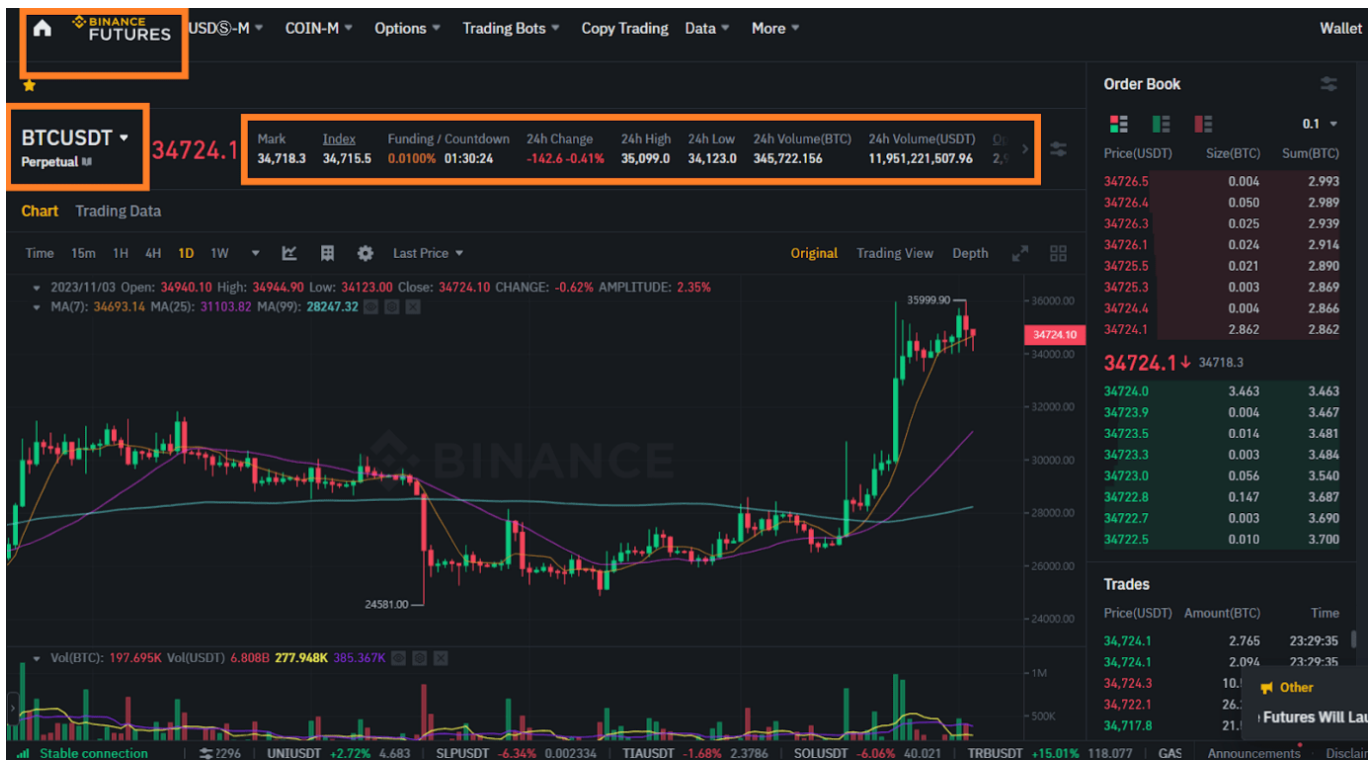 BINANCE
FUTURES
USDⓈ-M COIN-M Options Trading Bots Copy Trading Data More Wallet
BTCUSDT
Perpetual
34724.1
Mark Index Funding / Countdown 24h Change 24h High 24h Low 24h Volume(BTC) 24h Volume(USDT)
34,718.3 34,715.5 0.0100% 01:30:24 -142.6 -0.41% 35,099.0 34,123.0 345,722.156 11,951,221,507.96
Chart Trading Data
Time 15m 1H 4H 1D 1W Last Price Original Trading View Depth
2023/11/03 Open: 34940.10 High: 34944.90 Low: 34123.00 Close: 34724.10 CHANGE: -0.62% AMPLITUDE: 2.35%
MA(7): 34693.14 MA(25): 31103.82 MA(99): 28247.32
35999.90
36000.00
34724.10
34000.00
32000.00
30000.00
28000.00
26000.00
24000.00
24581.00
BINANCE
Vol(BTC): 197.695K Vol(USDT) 6.808B 277.948K 385.367K
1M
500K
Order Book
0.1
Price(USDT) Size(BTC) Sum(BTC)
34726.5 0.004 2.993
34726.4 0.050 2.989
34726.3 0.025 2.939
34726.1 0.024 2.914
34725.5 0.021 2.890
34725.3 0.003 2.869
34724.4 0.004 2.866
34724.1 2.862 2.862
34724.1↓ 34718.3
34724.0 3.463 3.463
34723.9 0.004 3.467
34723.5 0.014 3.481
34723.3 0.003 3.484
34723.0 0.056 3.540
34722.8 0.147 3.687
34722.7 0.003 3.690
34722.5 0.010 3.700
Trades
Price(USDT) Amount(BTC) Time
34,724.1 2.765 23:29:35
34,724.1 2.094 23:29:35
34,724.3 10.
34,722.1 26.
34,717.8 21.
Other
Futures Will Lau
Stable connection 2296 UNIUSDT +2.72% 4.683 SLPUSDT -6.34% 0.002334 TIAUSDT -1.68% 2.3786 SOLUSDT -6.06% 40.021 TRBUSDT +15.01% 118.077 GAS Announcements Disclai